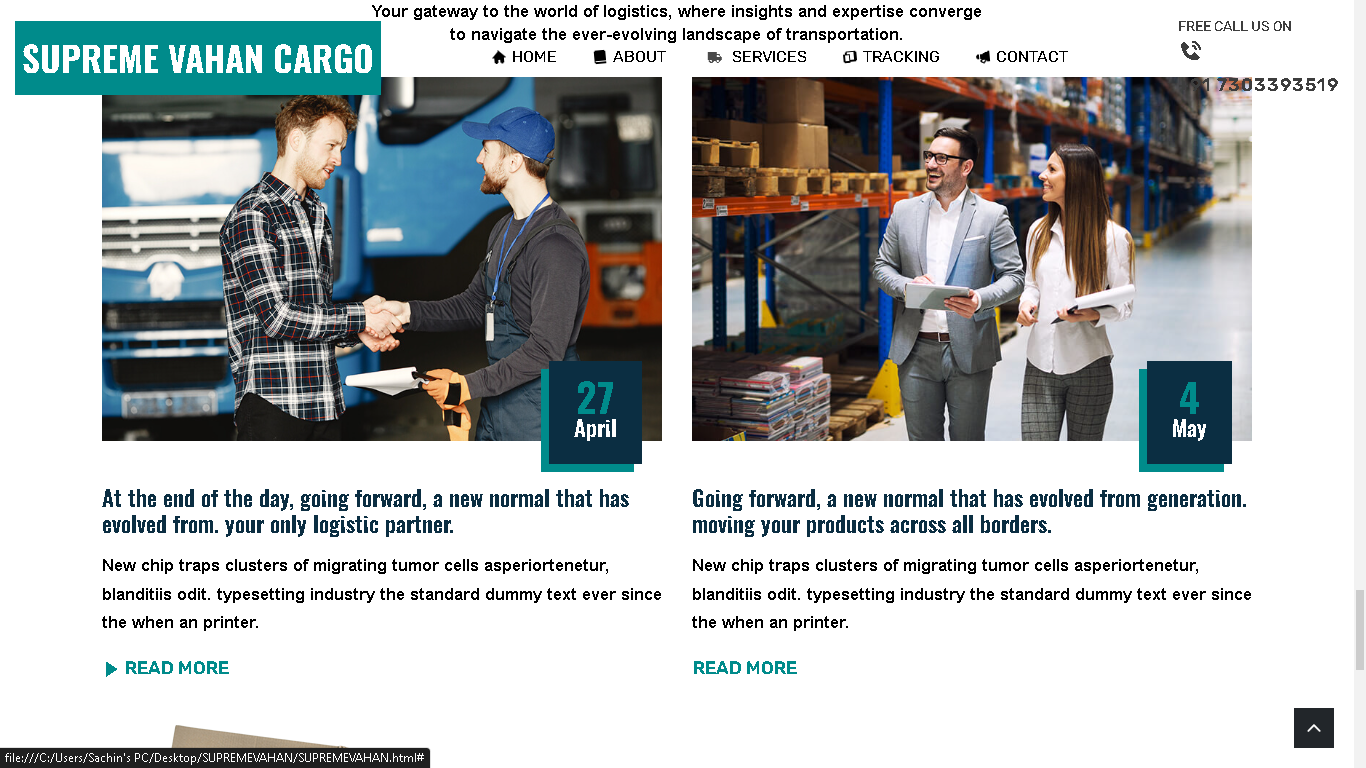 Your gateway to the world of logistics, where insights and expertise converge
to navigate the ever-evolving landscape of transportation.
SUPREME VAHAN CARGO
HOME
ABOUT
SERVICES
TRACKING
CONTACT
FREE CALL US ON
7303393519
27
April
4
May
At the end of the day, going forward, a new normal that has
evolved from. your only logistic partner.
New chip traps clusters of migrating tumor cells asperiortenetur,
blanditiis odit. typesetting industry the standard dummy text ever since
the when an printer.
READ MORE
Going forward, a new normal that has evolved from generation.
moving your products across all borders.
New chip traps clusters of migrating tumor cells asperiortenetur,
blanditiis odit. typesetting industry the standard dummy text ever since
the when an printer.
READ MORE
file:///C:/Users/Sachin's PC/Desktop/SUPREMEVAHAN/SUPREMEVAHAN.html#